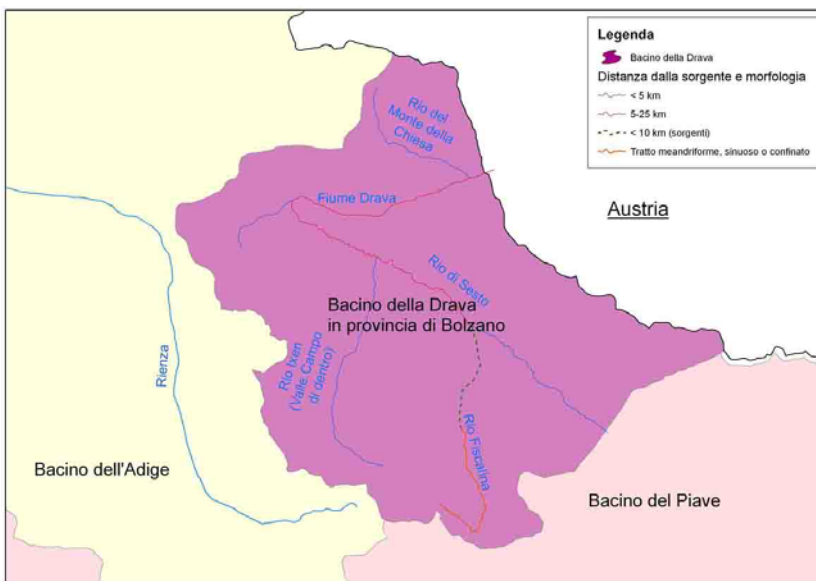 Legenda
Bacino della Drava
Distanza dalla sorgente e morfologia
< 5 km
5-25 km
< 10 km (sorgenti)
Tratto meandriforme, sinuoso o confinato
Rio del
Monte della
Chiesa
Fiume Drava
Austria
Rio di Sesto
Bacino della Drava
in provincia di Bolzano
Rienza
Rio Ixen
(Valle Campo
di dentro)
Rio Fiscalina
Bacino dell'Adige
Bacino del Piave